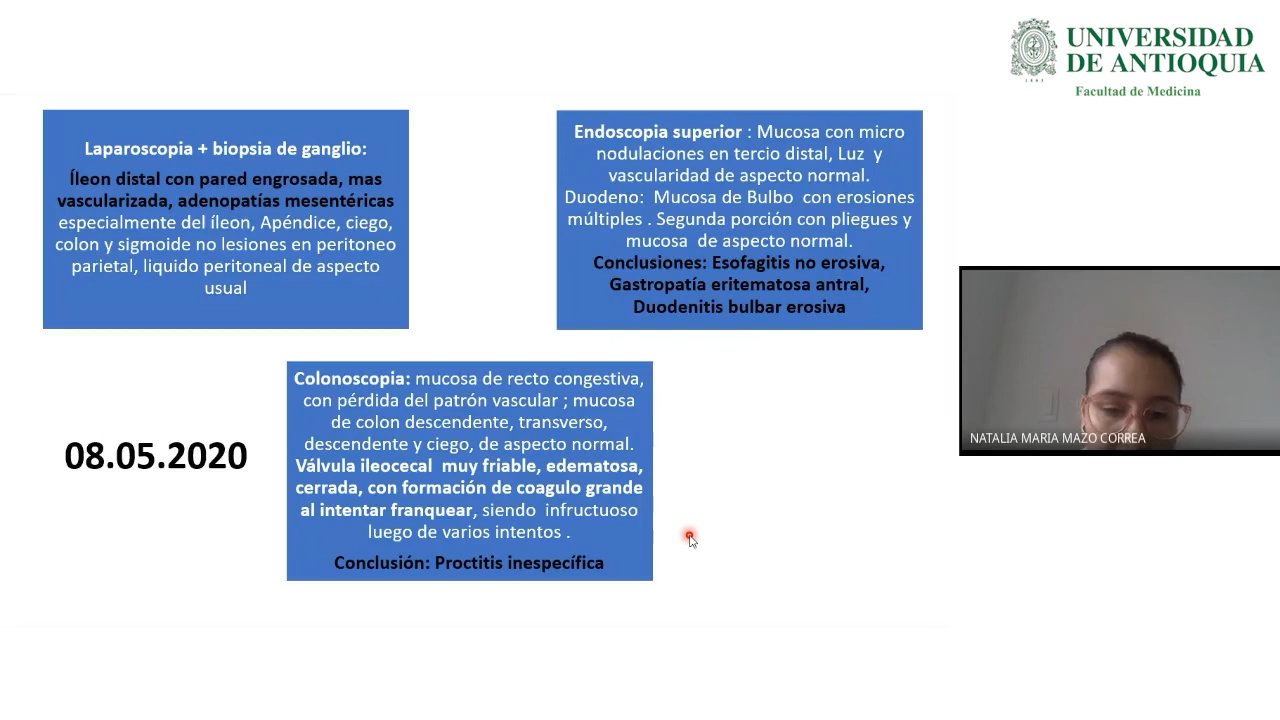 UNIVERSIDAD
DE ANTIOQUIA
1803
Facultad de Medicina
Laparoscopia + biopsia de ganglio:
Íleon distal con pared engrosada, mas
vascularizada, adenopatías mesentéricas
especialmente del íleon, Apéndice, ciego,
colon y sigmoide no lesiones en peritoneo
parietal, liquido peritoneal de aspecto
usual
Endoscopia superior : Mucosa con micro
nodulaciones en tercio distal, Luz y
vascularidad de aspecto normal.
Duodeno: Mucosa de Bulbo con erosiones
múltiples . Segunda porción con pliegues y
mucosa de aspecto normal.
Conclusiones: Esofagitis no erosiva,
Gastropatía eritematosa antral,
Duodenitis bulbar erosiva
08.05.2020
Colonoscopia: mucosa de recto congestiva,
con pérdida del patrón vascular ; mucosa
de colon descendente, transverso,
descendente y ciego, de aspecto normal.
Válvula ileocecal muy friable, edematosa,
cerrada, con formación de coagulo grande
al intentar franquear, siendo infructuoso
luego de varios intentos .
Conclusión: Proctitis inespecífica
NATALIA MARIA MAZO CORREA